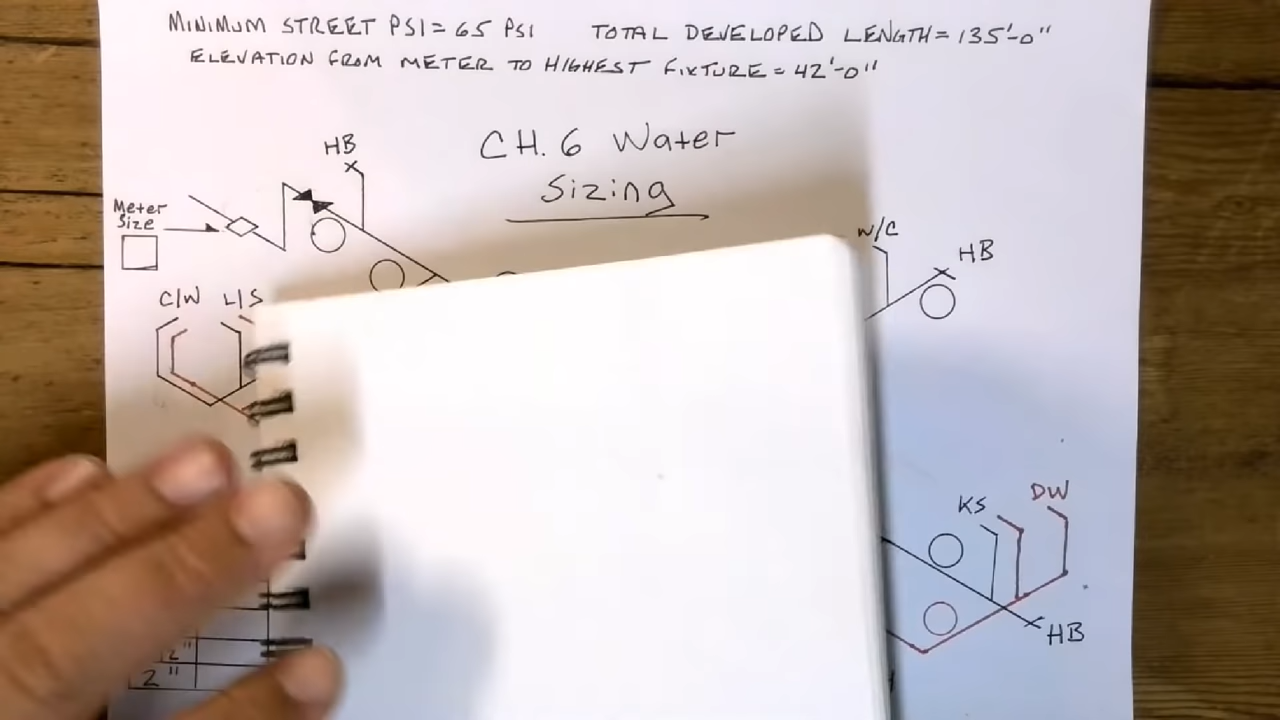 MINIMUM STREET PSI = 65 PSI TOTAL DEVELOPED LENGTH = 135'-0"
ELEVATION FROM METER TO HIGHEST FIXTURE = 42'-0"
CH. 6 Water
Sizing
HB
Meter
Size
W/C
HB
C/W L/S
KS
DW
HB
2"
2"